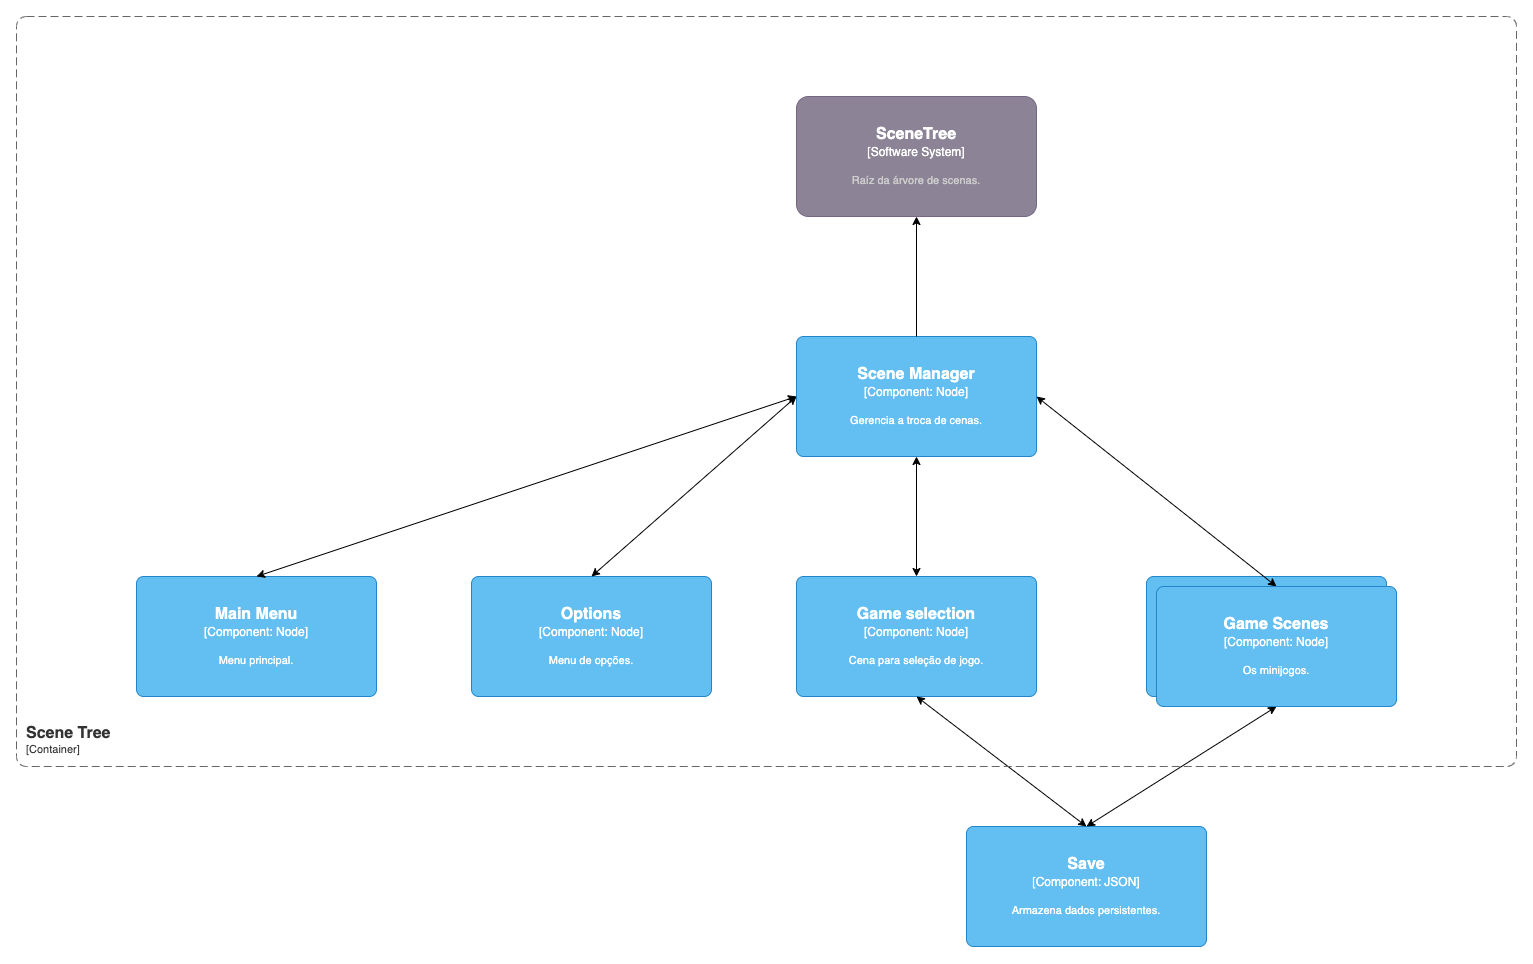 SceneTree
[Software System]
Raíz da árvore de scenas.
Scene Manager
[Component: Node]
Gerencia a troca de cenas.
Main Menu
[Component: Node]
Menu principal.
Options
[Component: Node]
Menu de opções.
Game selection
[Component: Node]
Cena para seleção de jogo.
Game Scenes
[Component: Node]
Os minijogos.
Scene Tree
[Container]
Save
[Component: JSON]
Armazena dados persistentes.